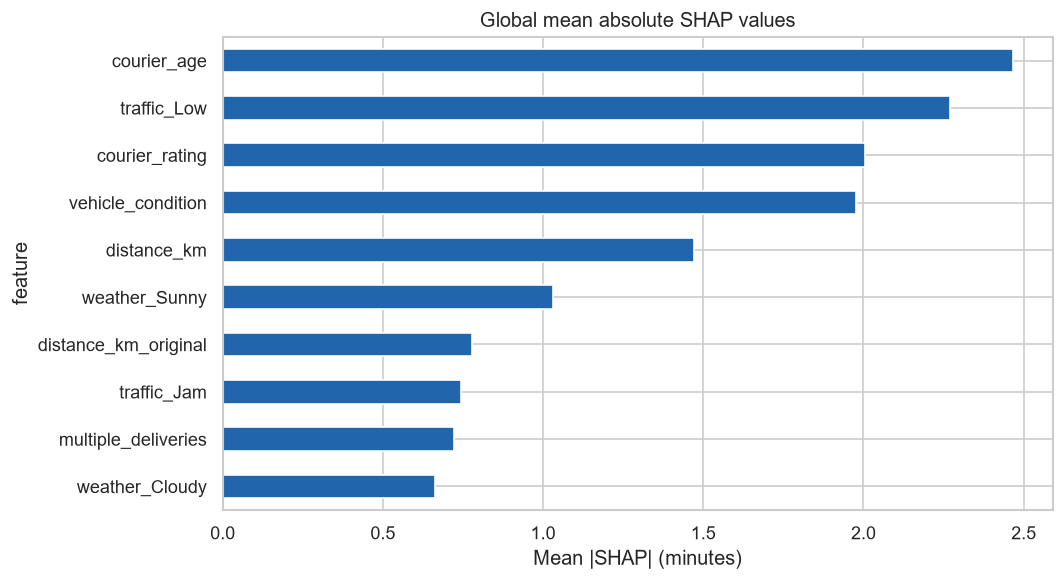 Global mean absolute SHAP values
courier_age
traffic_Low
courier_rating
vehicle_condition
distance_km
weather_Sunny
distance_km_original
traffic_Jam
multiple_deliveries
weather_Cloudy
feature
0.0 0.5 1.0 1.5 2.0 2.5
Mean |SHAP| (minutes)